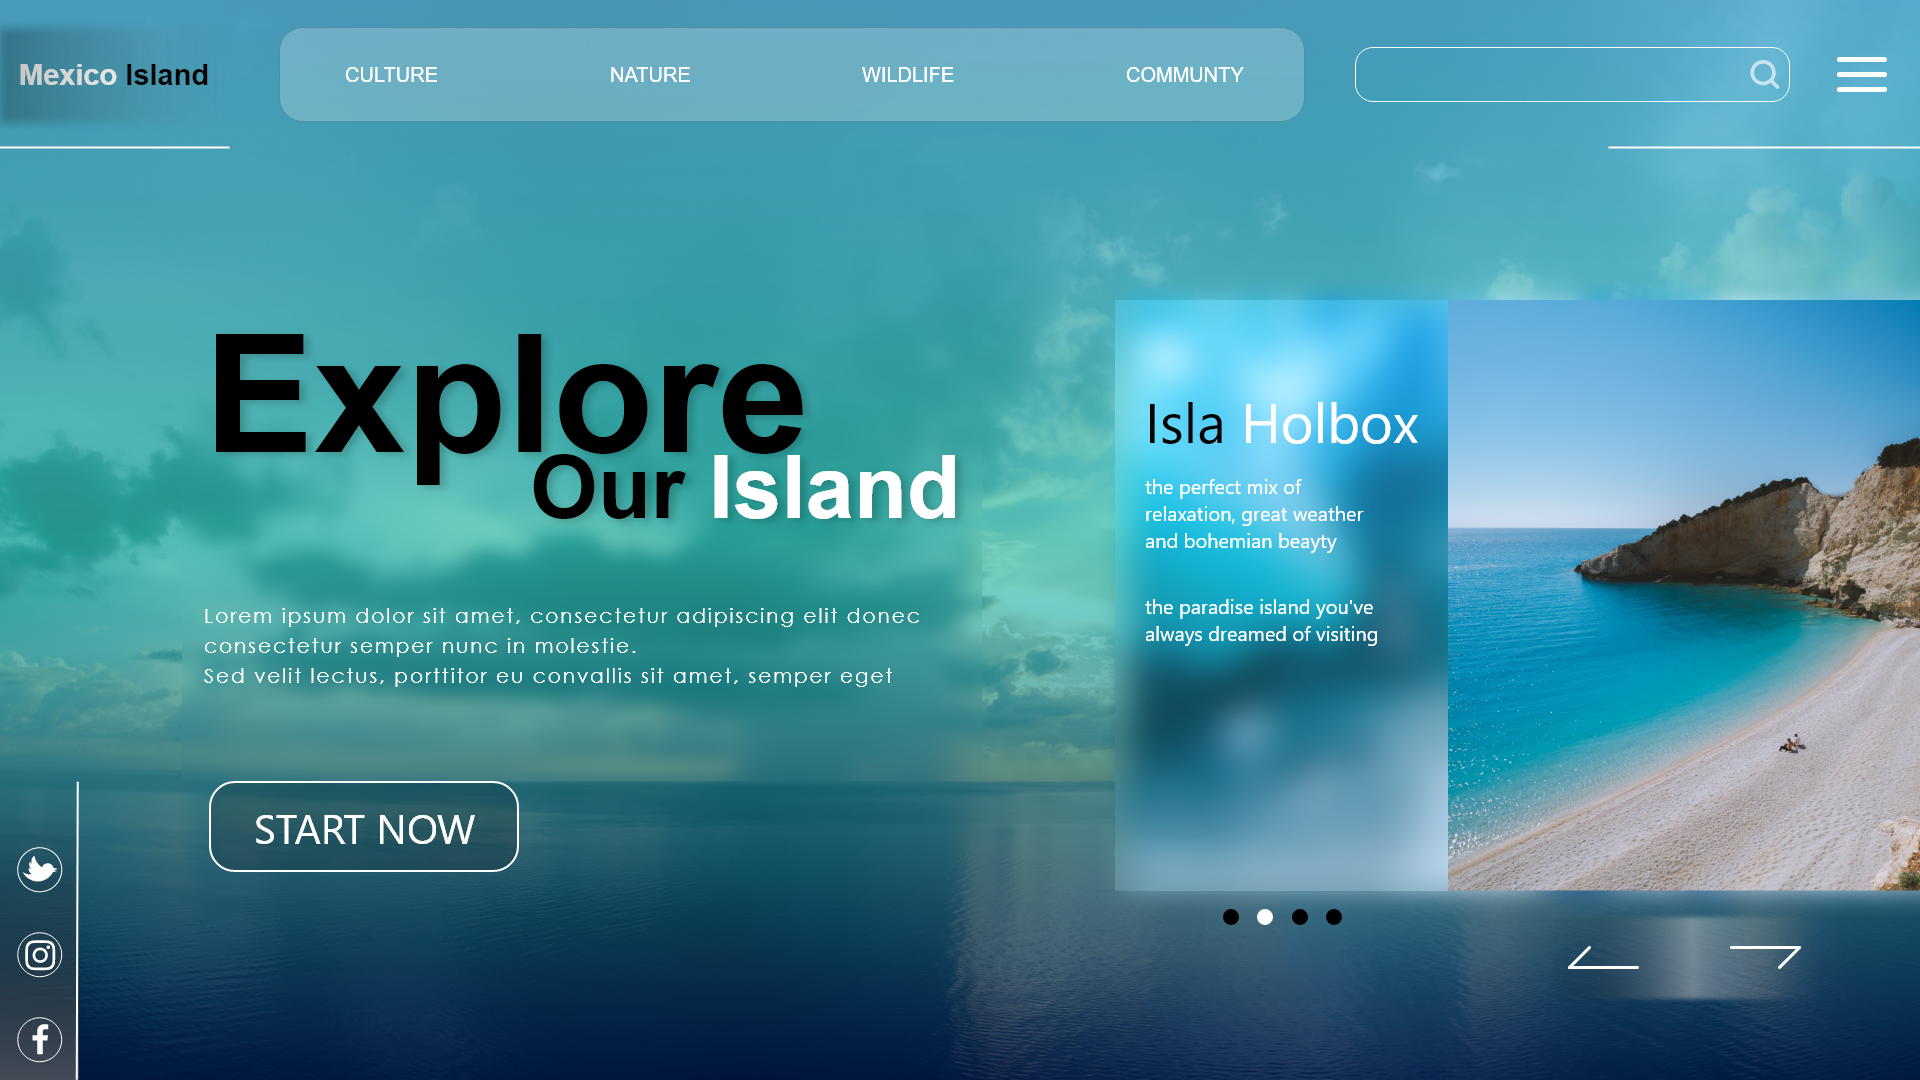 Mexico Island
CULTURE
NATURE
WILDLIFE
COMMUNTY
Explore
Our Island
Lorem ipsum dolor sit amet, consectetur adipiscing elit donec
consectetur semper nunc in molestie.
Sed velit lectus, porttitor eu convallis sit amet, semper eget
START NOW
Isla Holbox
the perfect mix of
relaxation, great weather
and bohemian beayty
the paradise island you've
always dreamed of visiting